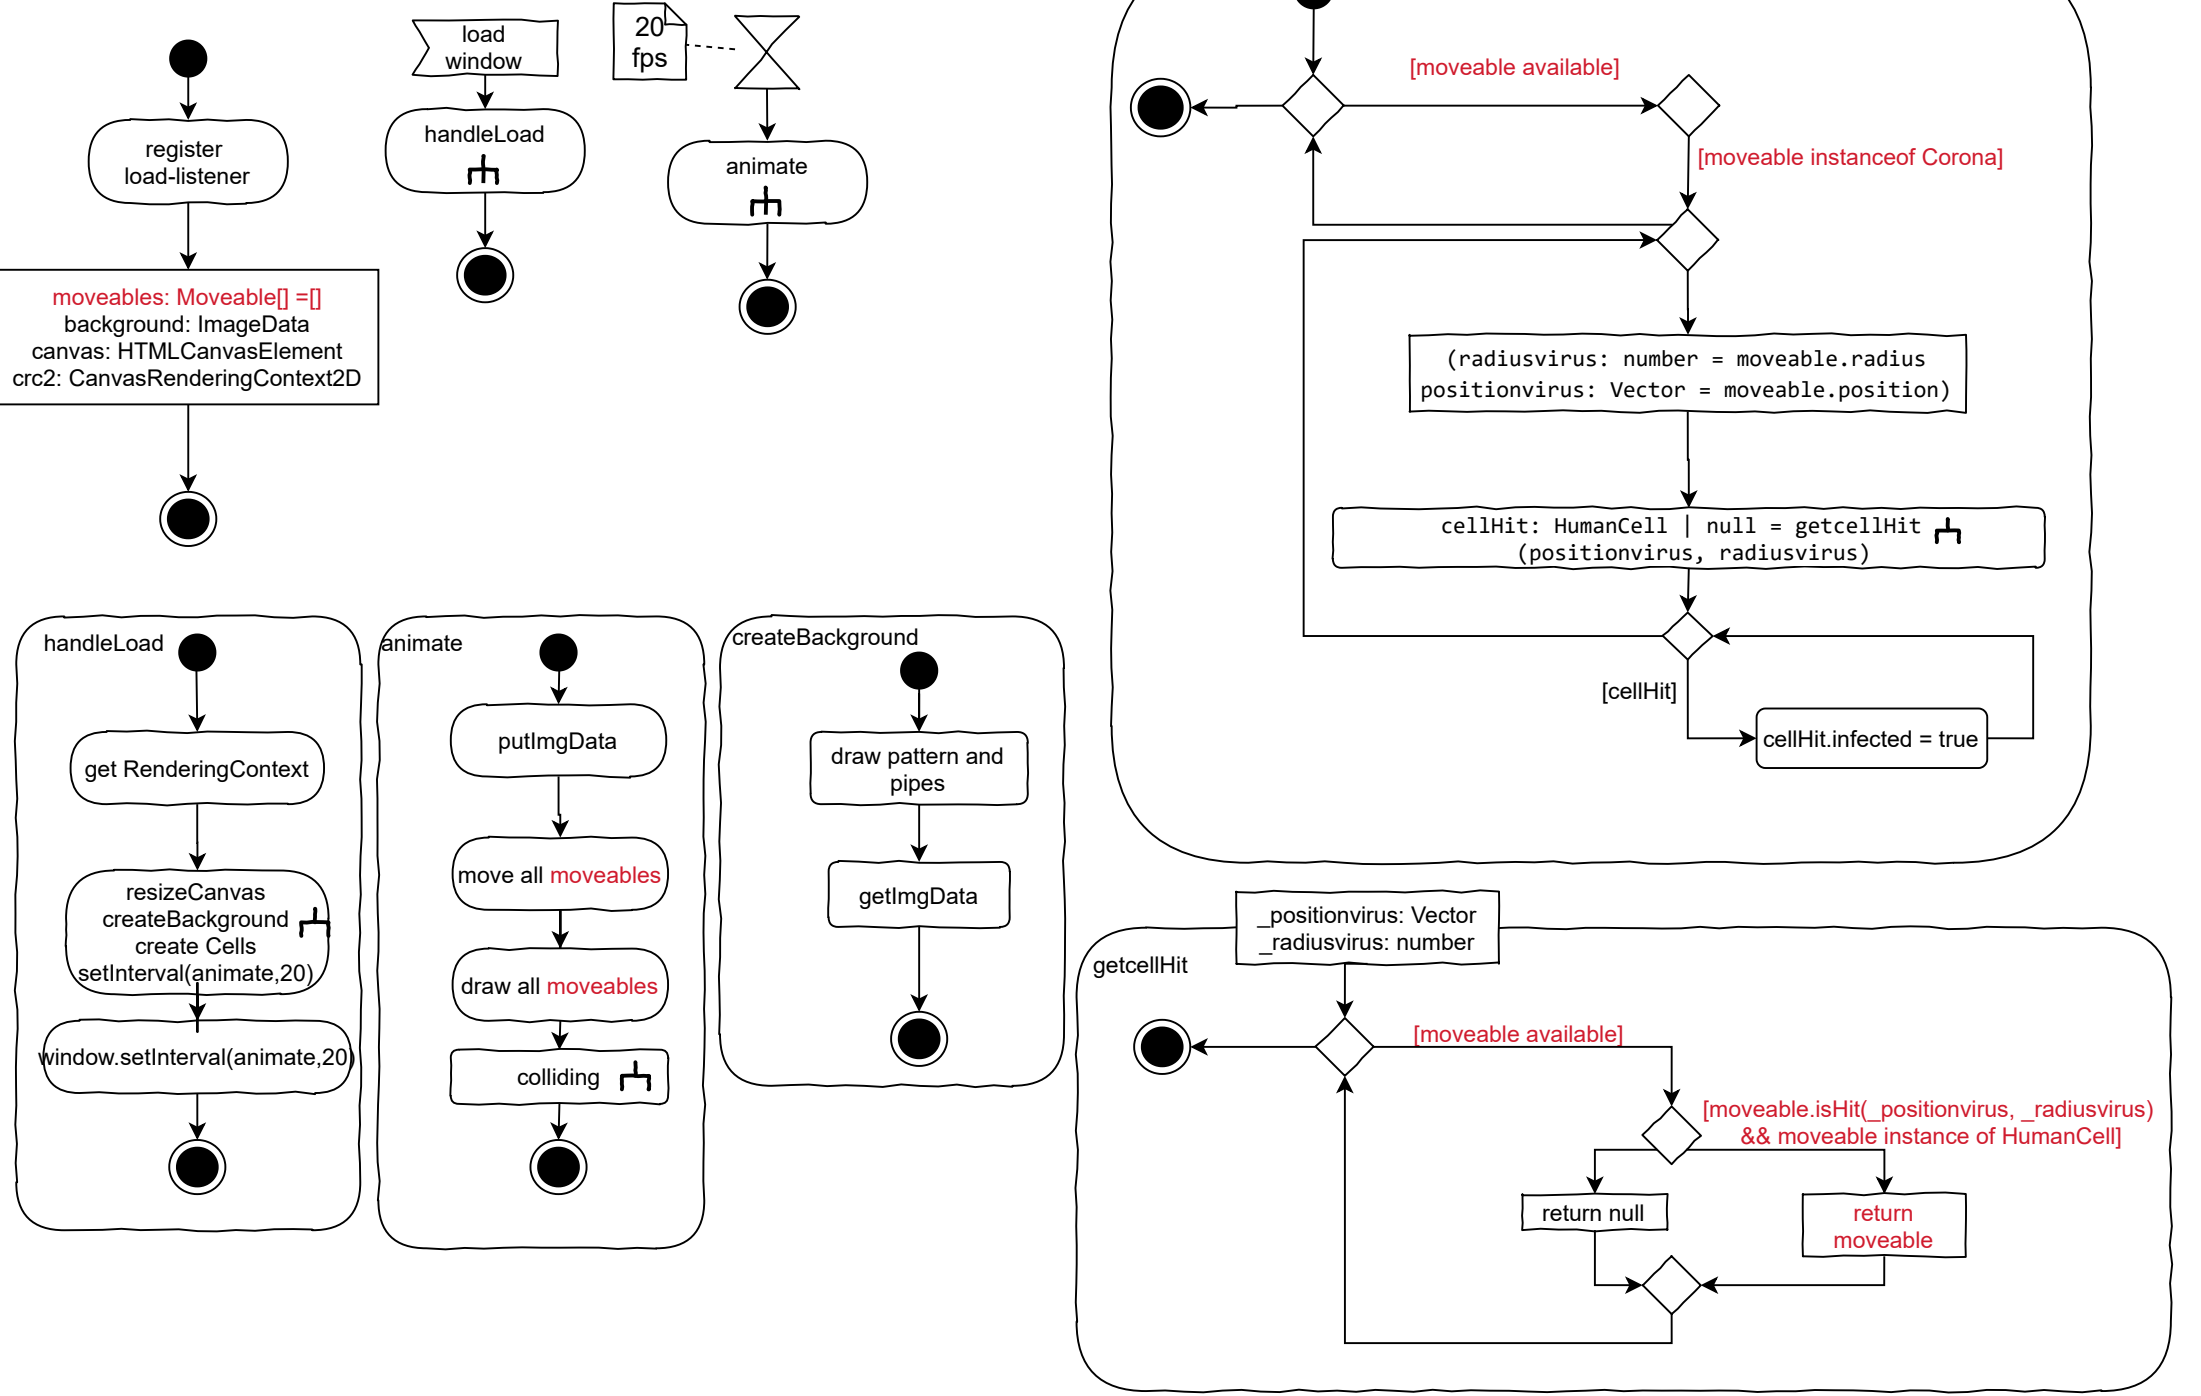 register
load-listener
moveables: Moveable[] =[]
background: ImageData
canvas: HTMLCanvasElement
crc2: CanvasRenderingContext2D
load
window
handleLoad
20
fps
animate
[moveable available]
[moveable instanceof Corona]
(radiusvirus: number = moveable.radius
positionvirus: Vector = moveable.position)
cellHit: HumanCell | null = getcellHit
(positionvirus, radiusvirus)
[cellHit]
cellHit.infected = true
handleLoad
get RenderingContext
resizeCanvas
createBackground
create Cells
setInterval(animate,20)
window.setInterval(animate,20)
animate
putImgData
move all moveables
draw all moveables
colliding
createBackground
draw pattern and
pipes
getImgData
_positionvirus: Vector
_radiusvirus: number
getcellHit
[moveable available]
[moveable.isHit(_positionvirus, _radiusvirus)
&& moveable instance of HumanCell]
return null
return
moveable